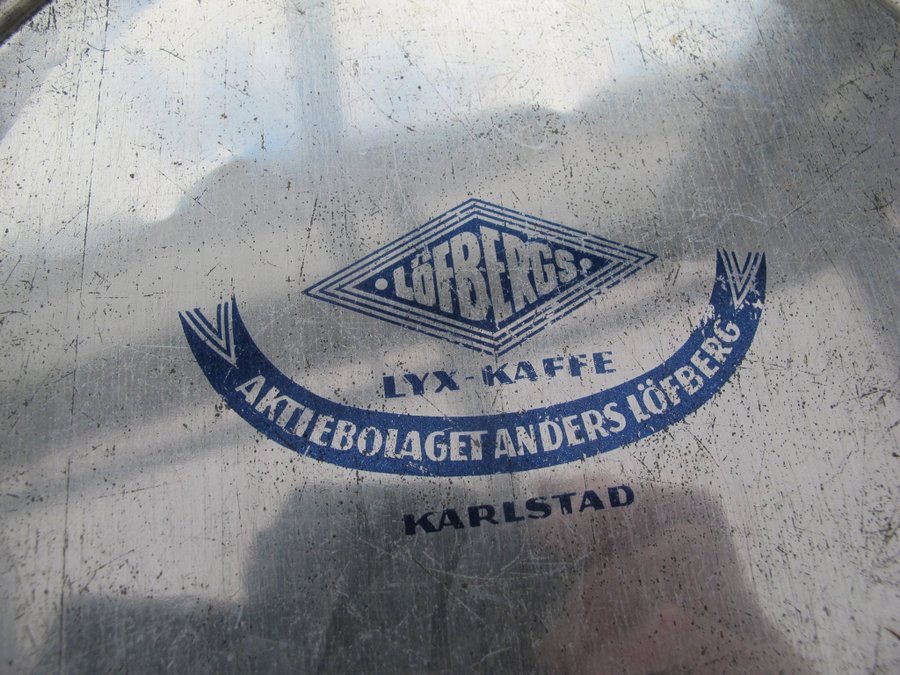 ·LÖFBERGS·
LYX-KAFFE
AKTIEBOLAGET ANDERS LÖFBERG
KARLSTAD